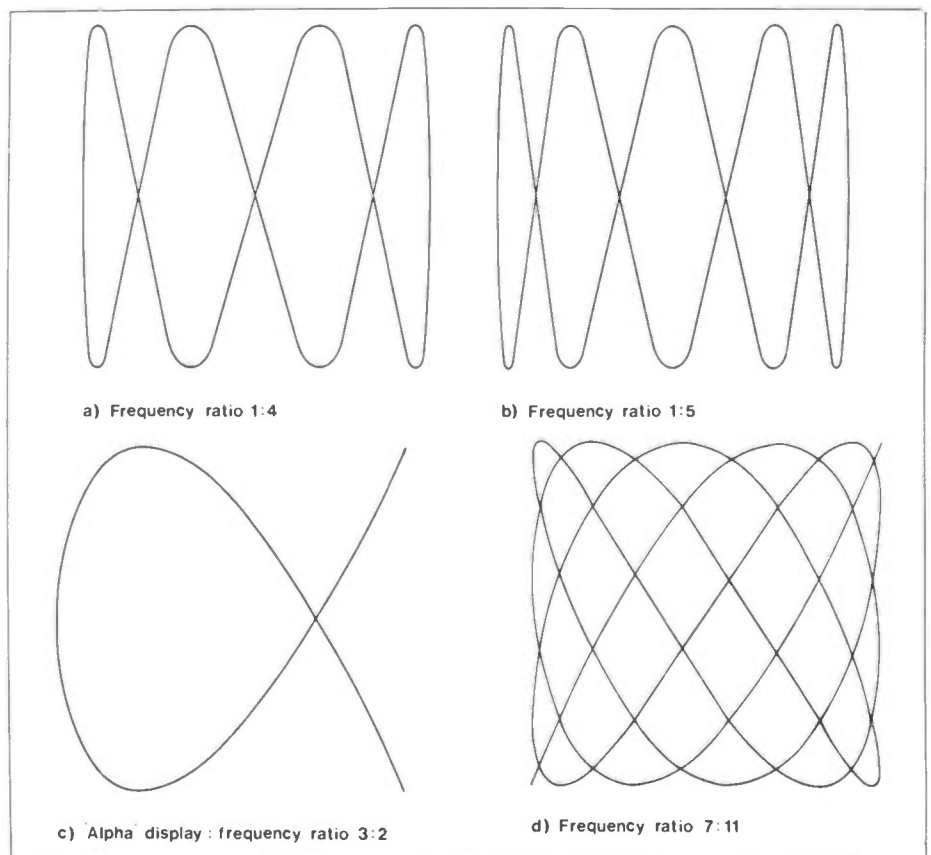 a) Frequency ratio 1:4
b) Frequency ratio 1:5
c) Alpha display : frequency ratio 3:2
d) Frequency ratio 7:11